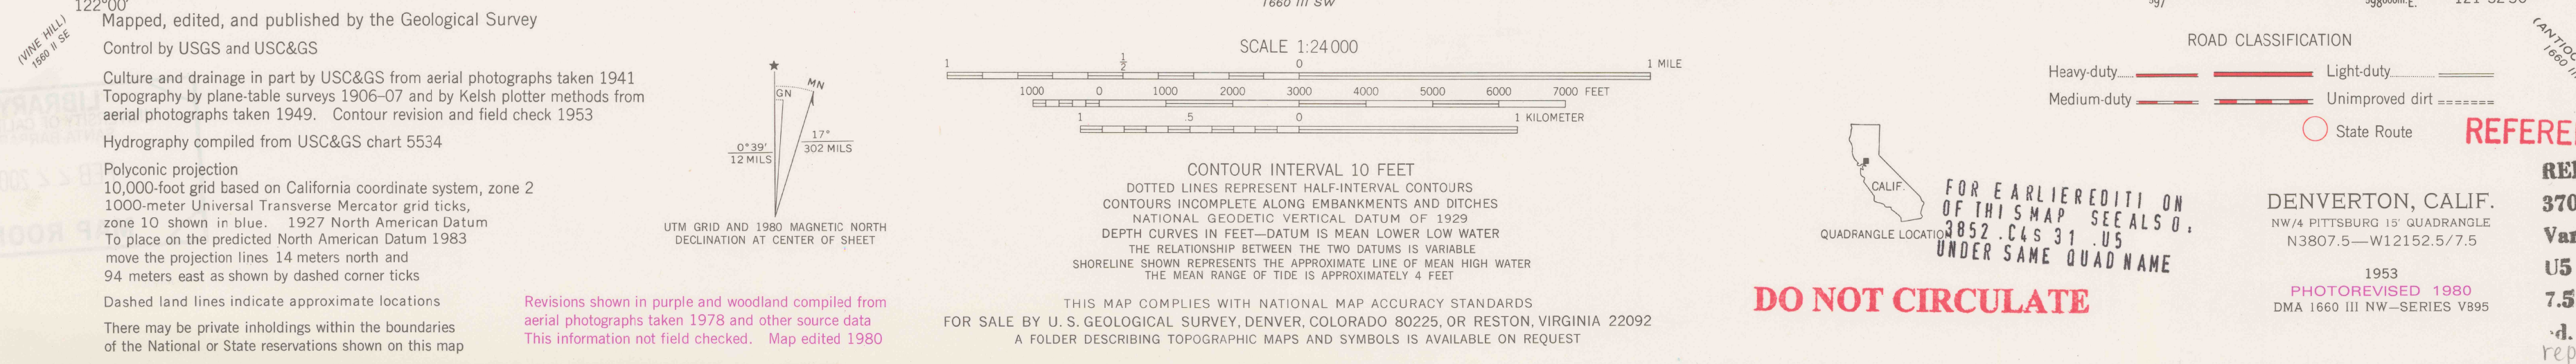 122°00'
(VINE HILL)
1560 II SE
Mapped, edited, and published by the Geological Survey
Control by USGS and USC&GS
Culture and drainage in part by USC&GS from aerial photographs taken 1941
Topography by plane-table surveys 1906–07 and by Kelsh plotter methods from
aerial photographs taken 1949. Contour revision and field check 1953
Hydrography compiled from USC&GS chart 5534
Polyconic projection
10,000-foot grid based on California coordinate system, zone 2
1000-meter Universal Transverse Mercator grid ticks,
zone 10 shown in blue. 1927 North American Datum
To place on the predicted North American Datum 1983
move the projection lines 14 meters north and
94 meters east as shown by dashed corner ticks
Dashed land lines indicate approximate locations
There may be private inholdings within the boundaries
of the National or State reservations shown on this map
Revisions shown in purple and woodland compiled from
aerial photographs taken 1978 and other source data
This information not field checked. Map edited 1980
★
MN
GN
17°
302 MILS
0°39'
12 MILS
UTM GRID AND 1980 MAGNETIC NORTH
DECLINATION AT CENTER OF SHEET
1660 III SW
SCALE 1:24 000
1 ½ 0 1 MILE
1000 0 1000 2000 3000 4000 5000 6000 7000 FEET
1 .5 0 1 KILOMETER
CONTOUR INTERVAL 10 FEET
DOTTED LINES REPRESENT HALF-INTERVAL CONTOURS
CONTOURS INCOMPLETE ALONG EMBANKMENTS AND DITCHES
NATIONAL GEODETIC VERTICAL DATUM OF 1929
DEPTH CURVES IN FEET—DATUM IS MEAN LOWER LOW WATER
THE RELATIONSHIP BETWEEN THE TWO DATUMS IS VARIABLE
SHORELINE SHOWN REPRESENTS THE APPROXIMATE LINE OF MEAN HIGH WATER
THE MEAN RANGE OF TIDE IS APPROXIMATELY 4 FEET
THIS MAP COMPLIES WITH NATIONAL MAP ACCURACY STANDARDS
FOR SALE BY U. S. GEOLOGICAL SURVEY, DENVER, COLORADO 80225, OR RESTON, VIRGINIA 22092
A FOLDER DESCRIBING TOPOGRAPHIC MAPS AND SYMBOLS IS AVAILABLE ON REQUEST
ROAD CLASSIFICATION
Heavy-duty Light-duty
Medium-duty Unimproved dirt
State Route
CALIF.
QUADRANGLE LOCATION
FOR EARLIER EDITI ON
OF THI S MAP SEE ALS O.
3852 .C4S 31 .U5
UNDER SAME QUAD NAME
DO NOT CIRCULATE
DENVERTON, CALIF.
NW/4 PITTSBURG 15' QUADRANGLE
N3807.5—W12152.5/7.5
1953
PHOTOREVISED 1980
DMA 1660 III NW—SERIES V895
REFERE
370
U5
7.5